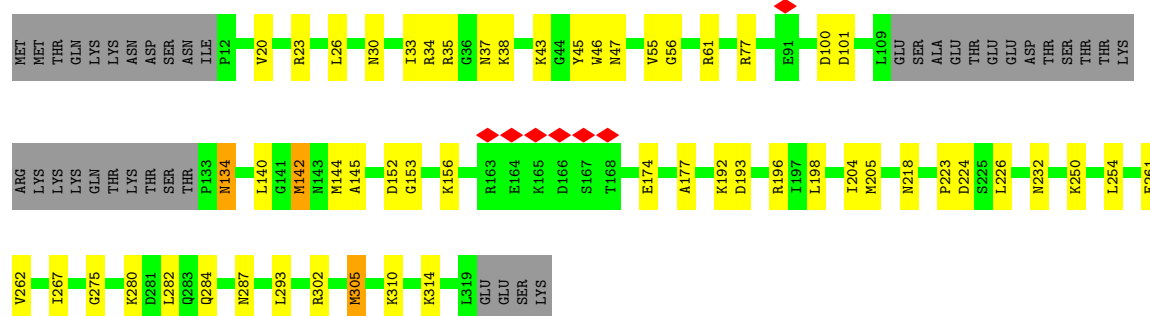 MET MET THR GLN LYS LYS ASN ASP SER ASN ILE P12 V20 R23 L26 N30 I33 R34 R35 G36 N37 K38 K43 G44 Y45 W46 N47 V55 G56 R61 R77 E91 D100 D101 L109 GLU SER ALA GLU THR GLU GLU ASP THR SER THR THR LYS
ARG LYS LYS LYS GLN THR LYS THR SER THR P133 N134 L140 G141 M142 N143 M144 A145 D152 G153 K156 R163 E164 K165 D166 S167 T168 E174 A177 K192 D193 R196 I197 L198 I204 M205 N218 P223 D224 S225 L226 N232 K250 L254 E261
V262 I267 G275 K280 D281 L282 Q283 Q284 N287 L293 R302 M305 K310 K314 L319 GLU GLU SER LYS